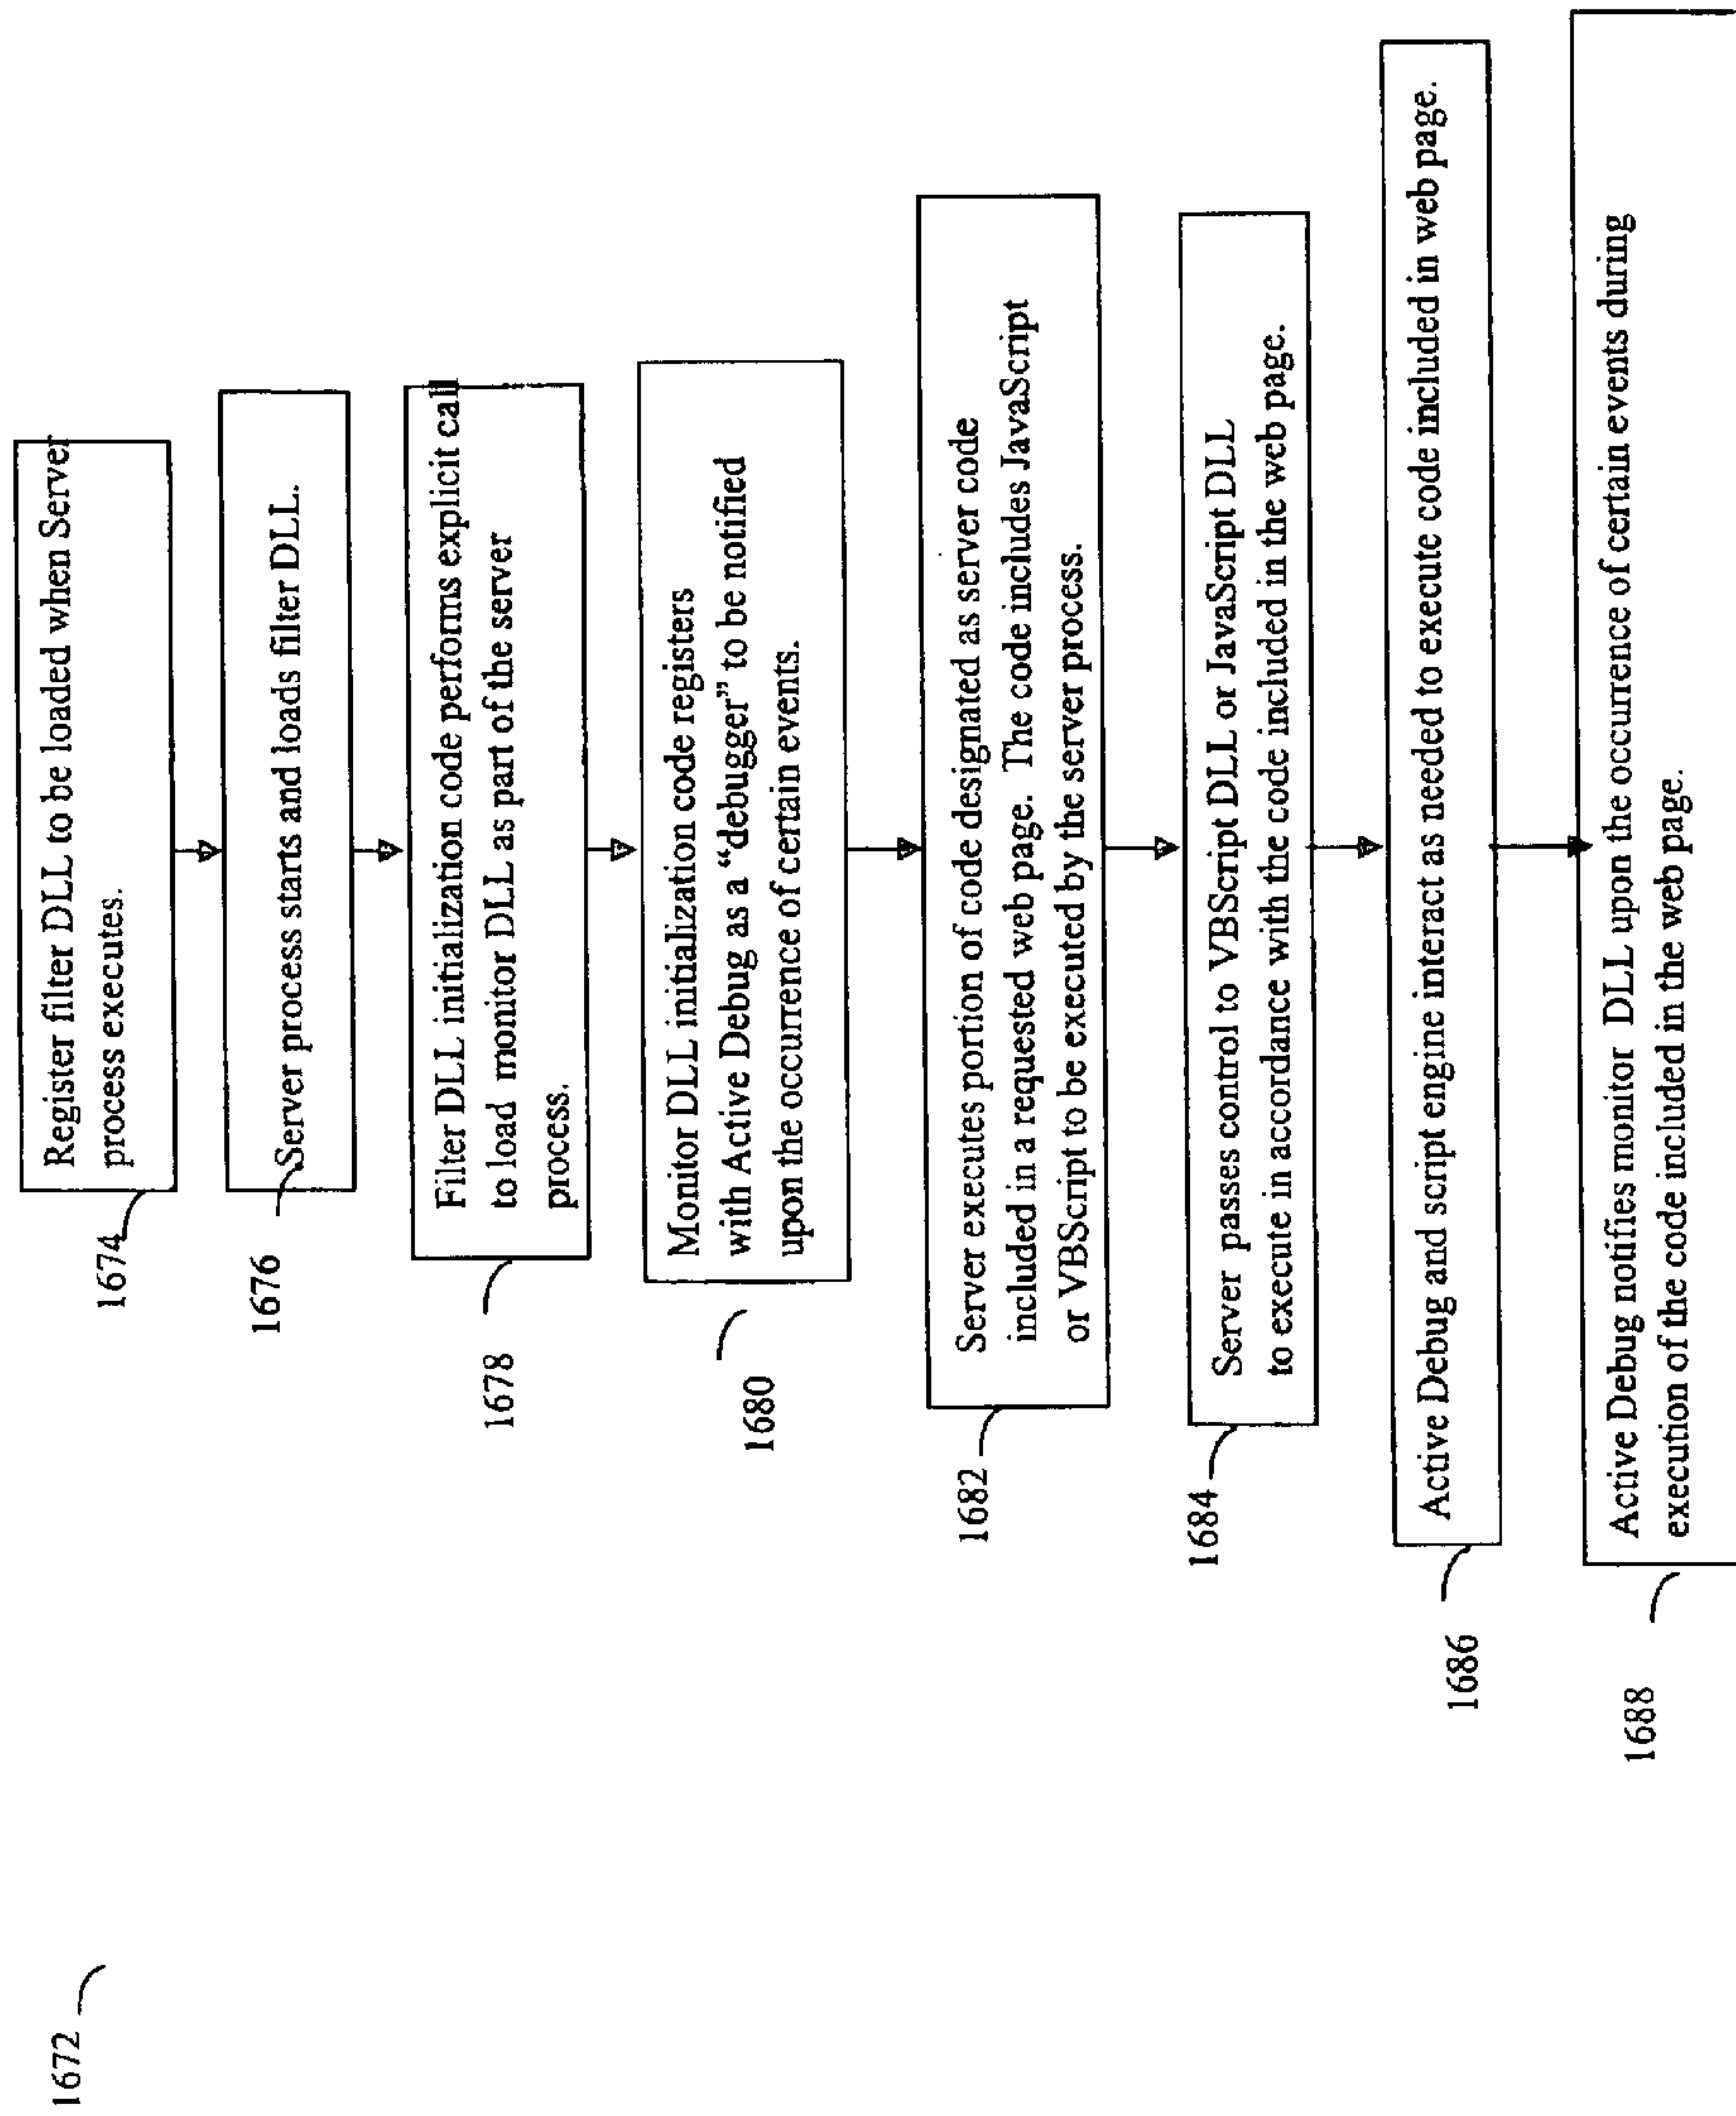 1672
1674
Register filter DLL to be loaded when Server
process executes.
1676
Server process starts and loads filter DLL.
1678
Filter DLL initialization code performs explicit call
to load monitor DLL as part of the server
process.
1680
Monitor DLL initialization code registers
with Active Debug as a “debugger” to be notified
upon the occurrence of certain events.
1682
Server executes portion of code designated as server code
included in a requested web page. The code includes JavaScript
or VBScript to be executed by the server process.
1684
Server passes control to VBScript DLL or JavaScript DLL
to execute in accordance with the code included in the web page.
1686
Active Debug and script engine interact as needed to execute code included in web page.
1688
Active Debug notifies monitor DLL upon the occurrence of certain events during
execution of the code included in the web page.